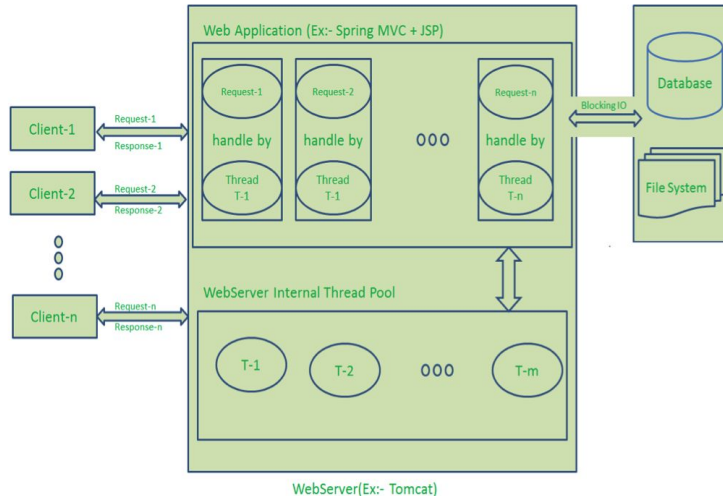 Web Application (Ex:- Spring MVC + JSP)
Request-1
Request-2
Request-n
handle by
handle by
handle by
Thread
T-1
Thread
T-1
Thread
T-n
Client-1
Request-1
Response-1
Client-2
Request-2
Response-2
Client-n
Request-n
Response-n
Blocking IO
Database
File System
WebServer Internal Thread Pool
T-1
T-2
T-m
WebServer(Ex:- Tomcat)